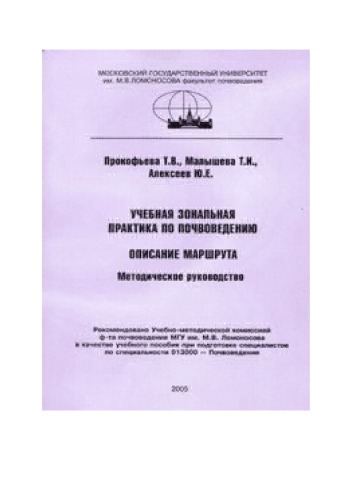 МОСКОВСКИЙ ГОСУДАРСТВЕННЫЙ УНИВЕРСИТЕТ
им. М.В.ЛОМОНОСОВА факультет почвоведения
Прокофьева Т.В., Малышева Т.И.,
Алексеев Ю.Е.
УЧЕБНАЯ ЗОНАЛЬНАЯ
ПРАКТИКА ПО ПОЧВОВЕДЕНИЮ
ОПИСАНИЕ МАРШРУТА
Методическое руководство
Рекомендовано Учебно-методической комиссией
ф-та почвоведения МГУ им. М.В. Ломоносова
в качестве учебного пособия при подготовке специалистов
по специальности 013000 — Почвоведение
2005